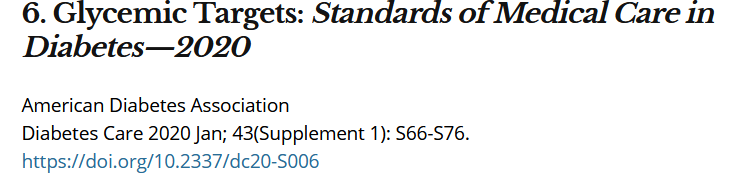 6. Glycemic Targets: Standards of Medical Care in
Diabetes—2020
American Diabetes Association
Diabetes Care 2020 Jan; 43(Supplement 1): S66-S76.
https://doi.org/10.2337/dc20-S006